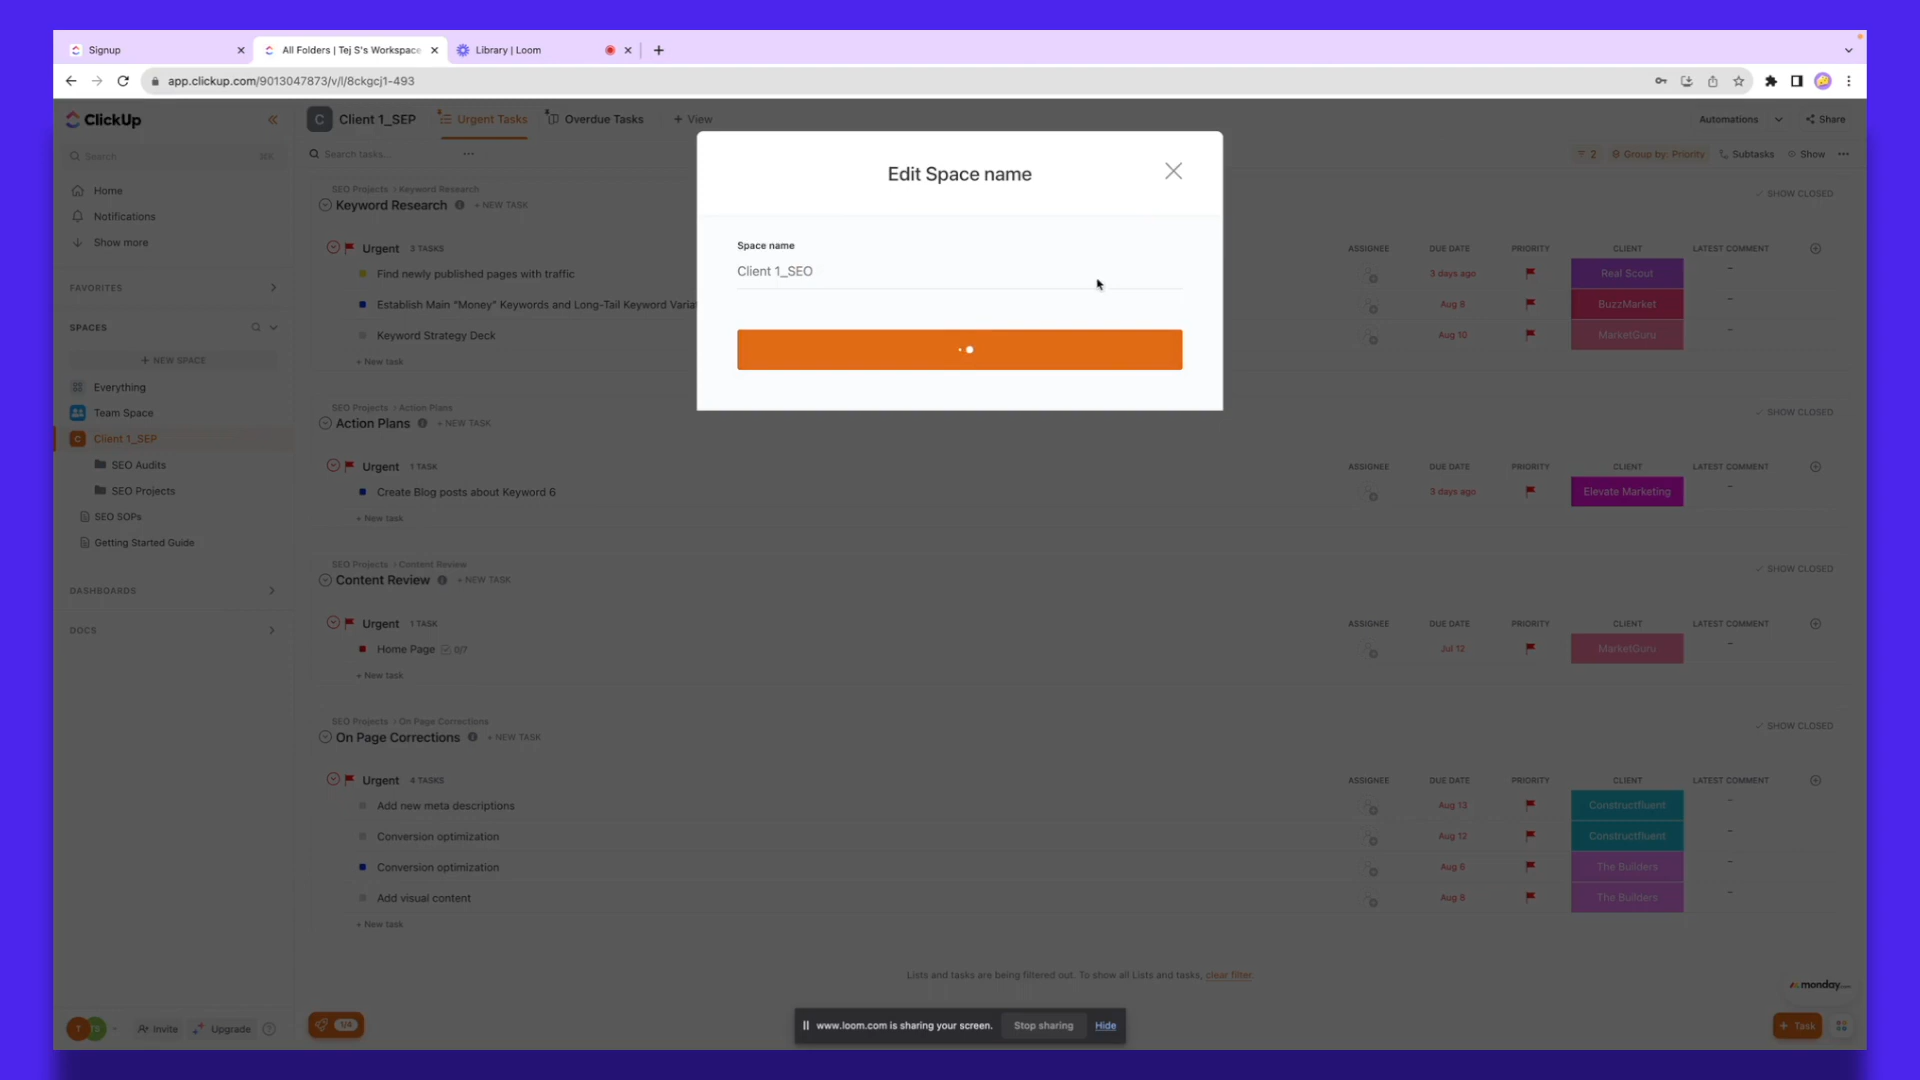 Signup
All Folders | Tej S's Workspace
Library | Loom
app.clickup.com/9013047873/v/l/8ckgcj1-493
ClickUp
Search
⌘K
Home
Notifications
Show more
FAVORITES
SPACES
+ NEW SPACE
Everything
Team Space
C Client 1_SEP
SEO Audits
SEO Projects
SEO SOPs
Getting Started Guide
DASHBOARDS
DOCS
T TS
Invite
Upgrade
?
C Client 1_SEP
Urgent Tasks
Overdue Tasks
+ View
Automations
Share
Search tasks...
2
Group by: Priority
Subtasks
Show
Edit Space name
Space name
Client 1_SEO
SEO Projects > Keyword Research
SHOW CLOSED
Keyword Research + NEW TASK
Urgent 3 TASKS ASSIGNEE DUE DATE PRIORITY CLIENT LATEST COMMENT
Find newly published pages with traffic 3 days ago Real Scout –
Establish Main “Money” Keywords and Long-Tail Keyword Varia Aug 8 BuzzMarket –
Keyword Strategy Deck Aug 10 MarketGuru –
+ New task
SEO Projects > Action Plans
SHOW CLOSED
Action Plans + NEW TASK
Urgent 1 TASK ASSIGNEE DUE DATE PRIORITY CLIENT LATEST COMMENT
Create Blog posts about Keyword 6 3 days ago Elevate Marketing –
+ New task
SEO Projects > Content Review
SHOW CLOSED
Content Review + NEW TASK
Urgent 1 TASK ASSIGNEE DUE DATE PRIORITY CLIENT LATEST COMMENT
Home Page 0/7 Jul 12 MarketGuru –
+ New task
SEO Projects > On Page Corrections
SHOW CLOSED
On Page Corrections + NEW TASK
Urgent 4 TASKS ASSIGNEE DUE DATE PRIORITY CLIENT LATEST COMMENT
Add new meta descriptions Aug 13 Constructfluent –
Conversion optimization Aug 12 Constructfluent –
Conversion optimization Aug 6 The Builders –
Add visual content Aug 8 The Builders –
+ New task
Lists and tasks are being filtered out. To show all Lists and tasks, clear filter.
monday.com
1/4
www.loom.com is sharing your screen. Stop sharing Hide
+ Task